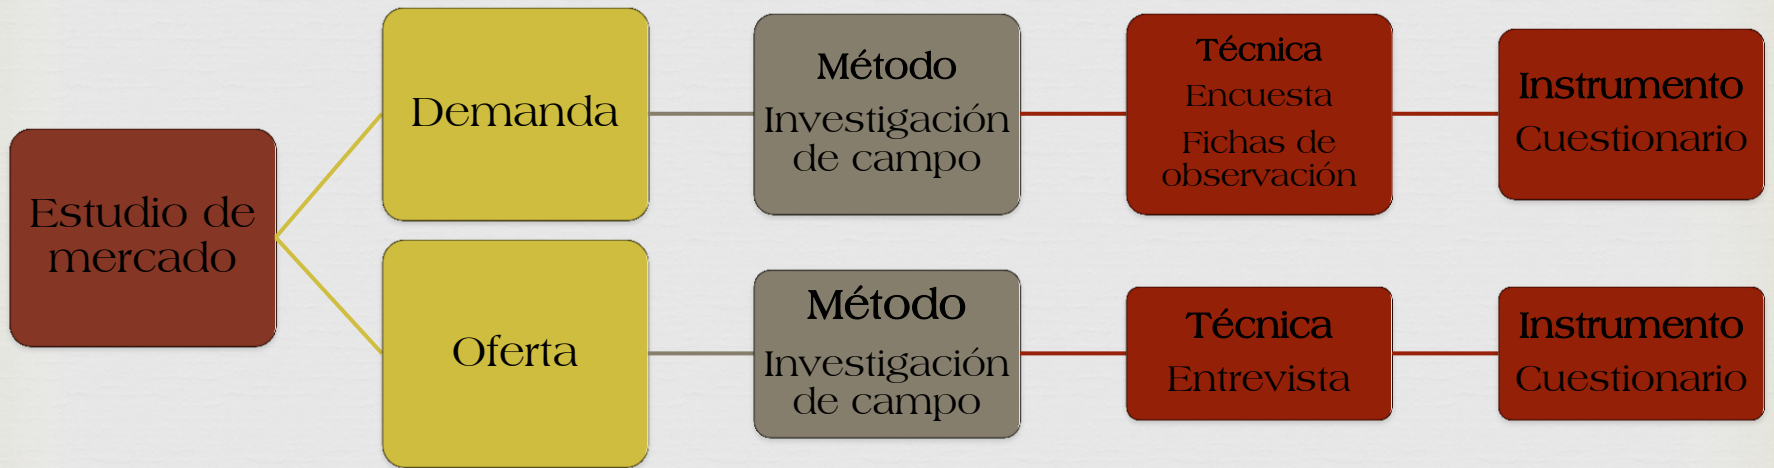 Estudio de
mercado
Demanda
Método
Investigación
de campo
Técnica
Encuesta
Fichas de
observación
Instrumento
Cuestionario
Oferta
Método
Investigación
de campo
Técnica
Entrevista
Instrumento
Cuestionario